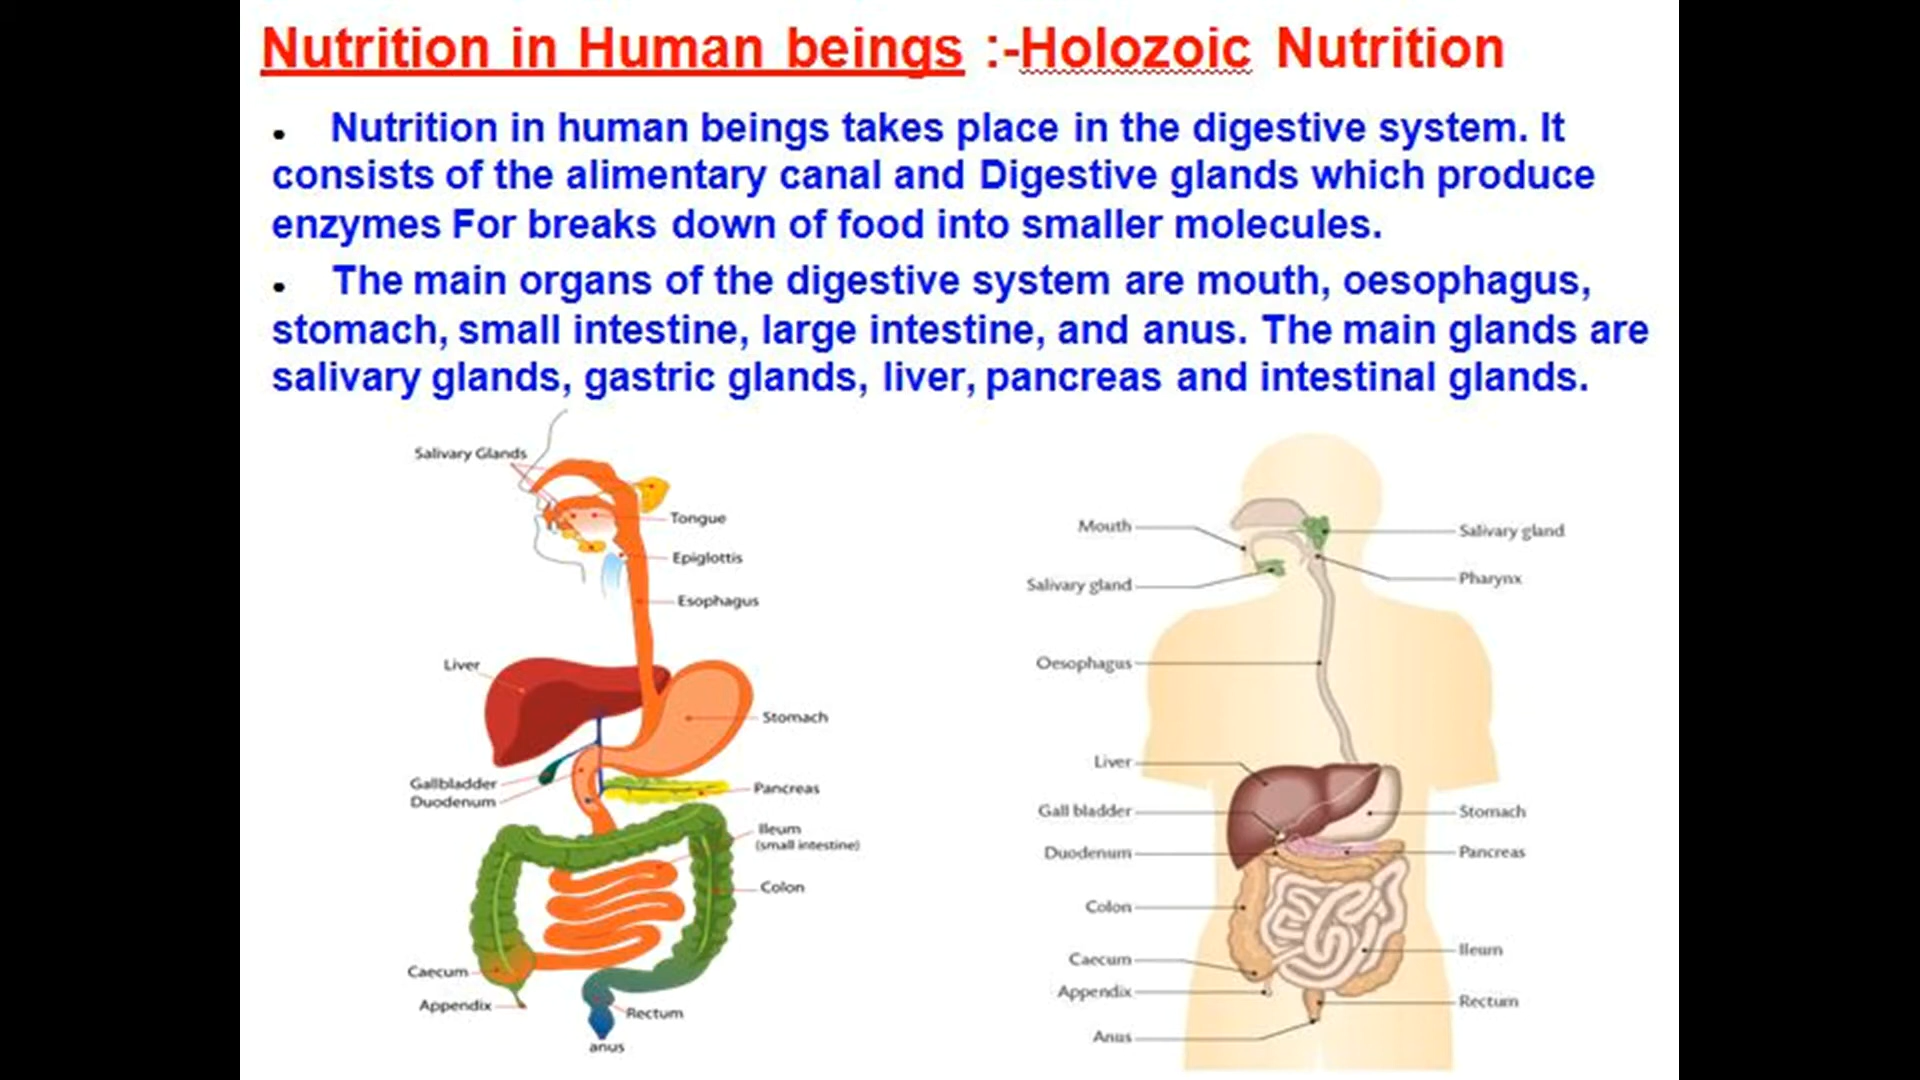 Nutrition in Human beings :-Holozoic Nutrition
• Nutrition in human beings takes place in the digestive system. It
consists of the alimentary canal and Digestive glands which produce
enzymes For breaks down of food into smaller molecules.
• The main organs of the digestive system are mouth, oesophagus,
stomach, small intestine, large intestine, and anus. The main glands are
salivary glands, gastric glands, liver, pancreas and intestinal glands.
Salivary Glands
Tongue
Epiglottis
Esophagus
Liver
Stomach
Gallbladder
Duodenum
Pancreas
Ileum
(small intestine)
Colon
Caecum
Appendix
Rectum
anus
Mouth
Salivary gland
Salivary gland
Pharynx
Oesophagus
Liver
Gall bladder
Stomach
Duodenum
Pancreas
Colon
Ileum
Caecum
Appendix
Rectum
Anus